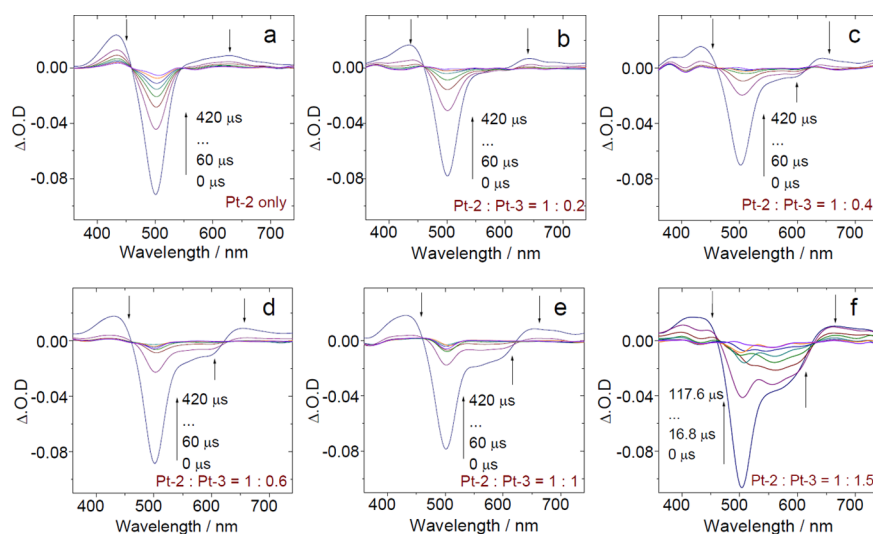 a
0.00
-0.04
-0.08
Δ.O.D
420 μs
...
60 μs
0 μs
Pt-2 only
400 500 600 700
Wavelength / nm
b
0.00
-0.04
-0.08
Δ.O.D
420 μs
...
60 μs
0 μs
Pt-2 : Pt-3 = 1 : 0.2
400 500 600 700
Wavelength / nm
c
0.00
-0.04
-0.08
Δ.O.D
420 μs
...
60 μs
0 μs
Pt-2 : Pt-3 = 1 : 0.4
400 500 600 700
Wavelength / nm
d
0.00
-0.04
-0.08
Δ.O.D
420 μs
...
60 μs
0 μs
Pt-2 : Pt-3 = 1 : 0.6
400 500 600 700
Wavelength / nm
e
0.00
-0.04
-0.08
Δ.O.D
420 μs
...
60 μs
0 μs
Pt-2 : Pt-3 = 1 : 1
400 500 600 700
Wavelength / nm
f
0.00
-0.04
-0.08
Δ.O.D
117.6 μs
...
16.8 μs
0 μs
Pt-2 : Pt-3 = 1 : 1.5
400 500 600 700
Wavelength / nm